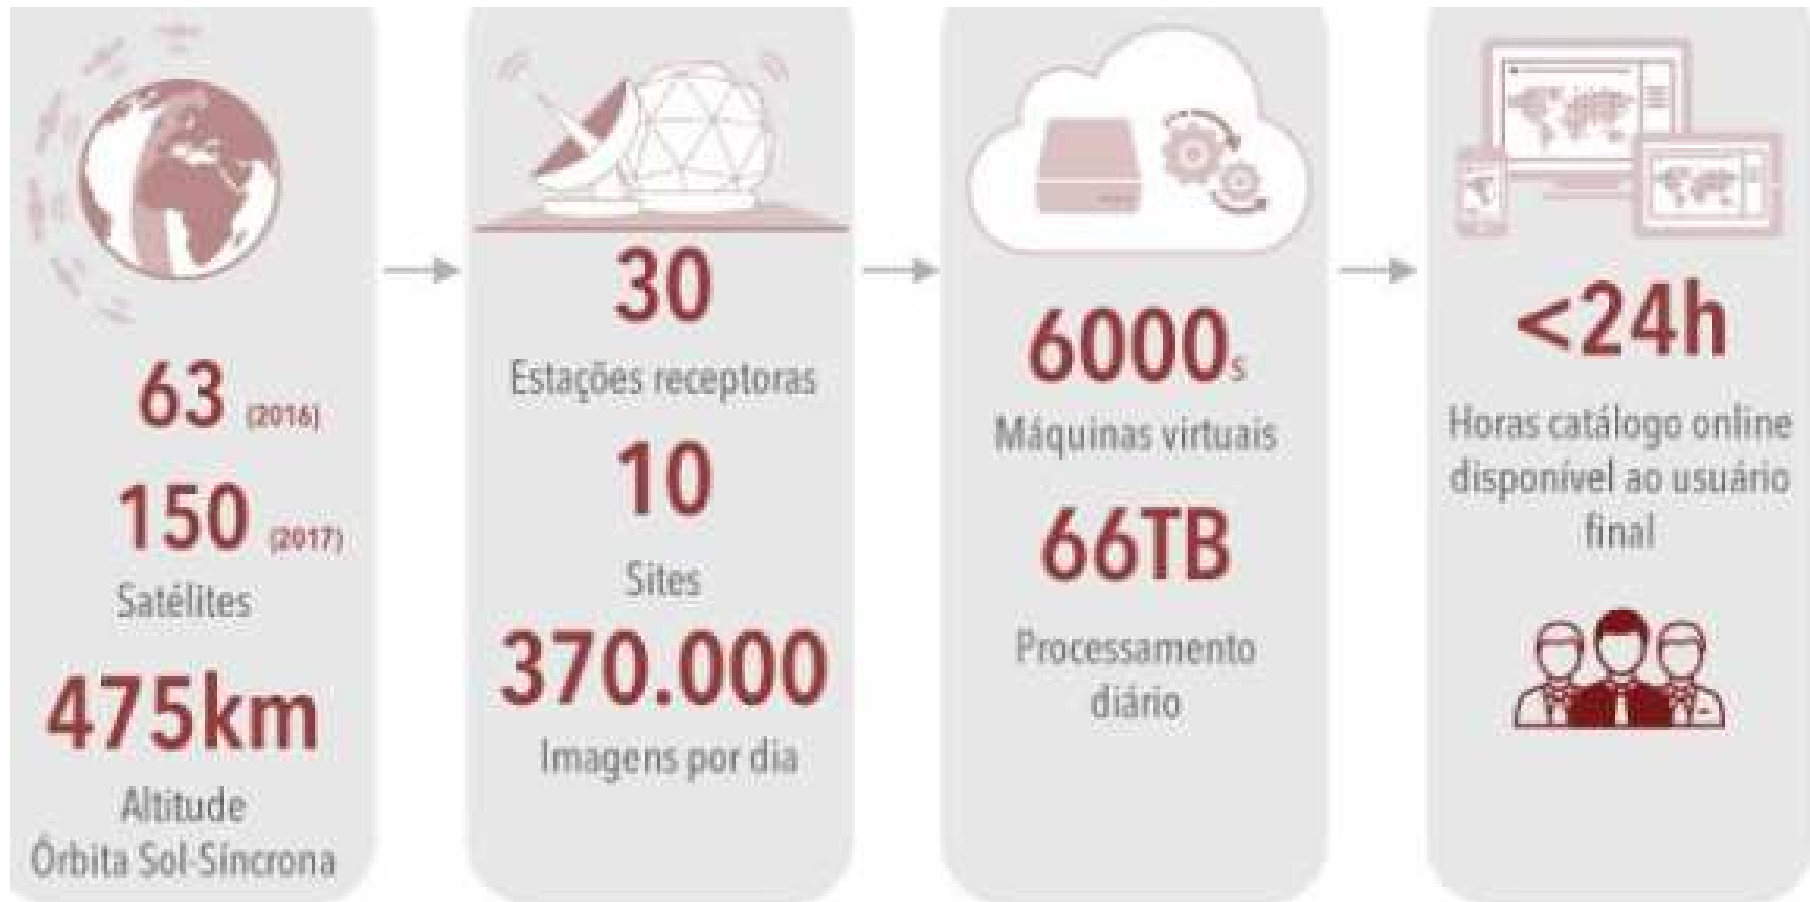 63 (2016)
150 (2017)
Satélites
475km
Altitude
Órbita Sol-Síncrona
30
Estações receptoras
10
Sites
370.000
Imagens por dia
6000s
Máquinas virtuais
66TB
Processamento
diário
<24h
Horas catálogo online
disponível ao usuário
final